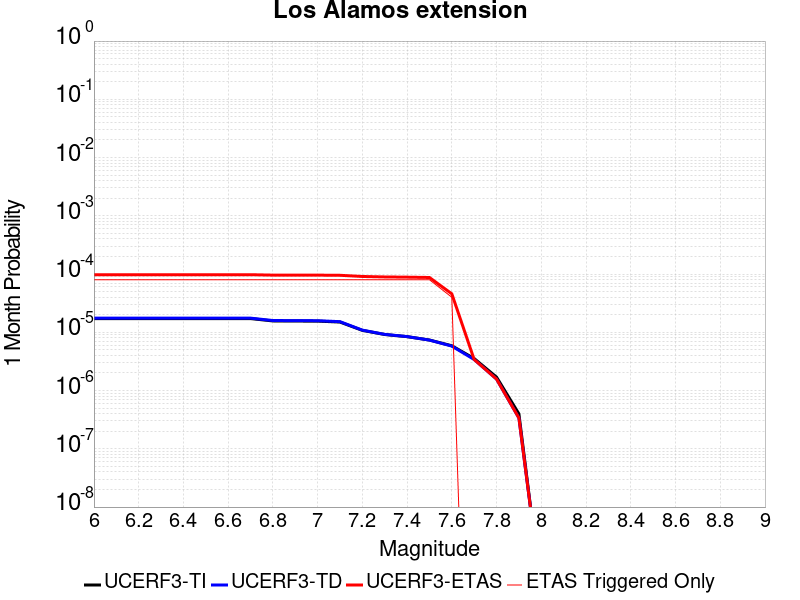 Los Alamos extension
1 Month Probability
10^0
10^-1
10^-2
10^-3
10^-4
10^-5
10^-6
10^-7
10^-8
6 6.2 6.4 6.6 6.8 7 7.2 7.4 7.6 7.8 8 8.2 8.4 8.6 8.8 9
Magnitude
UCERF3-TI UCERF3-TD UCERF3-ETAS ETAS Triggered Only